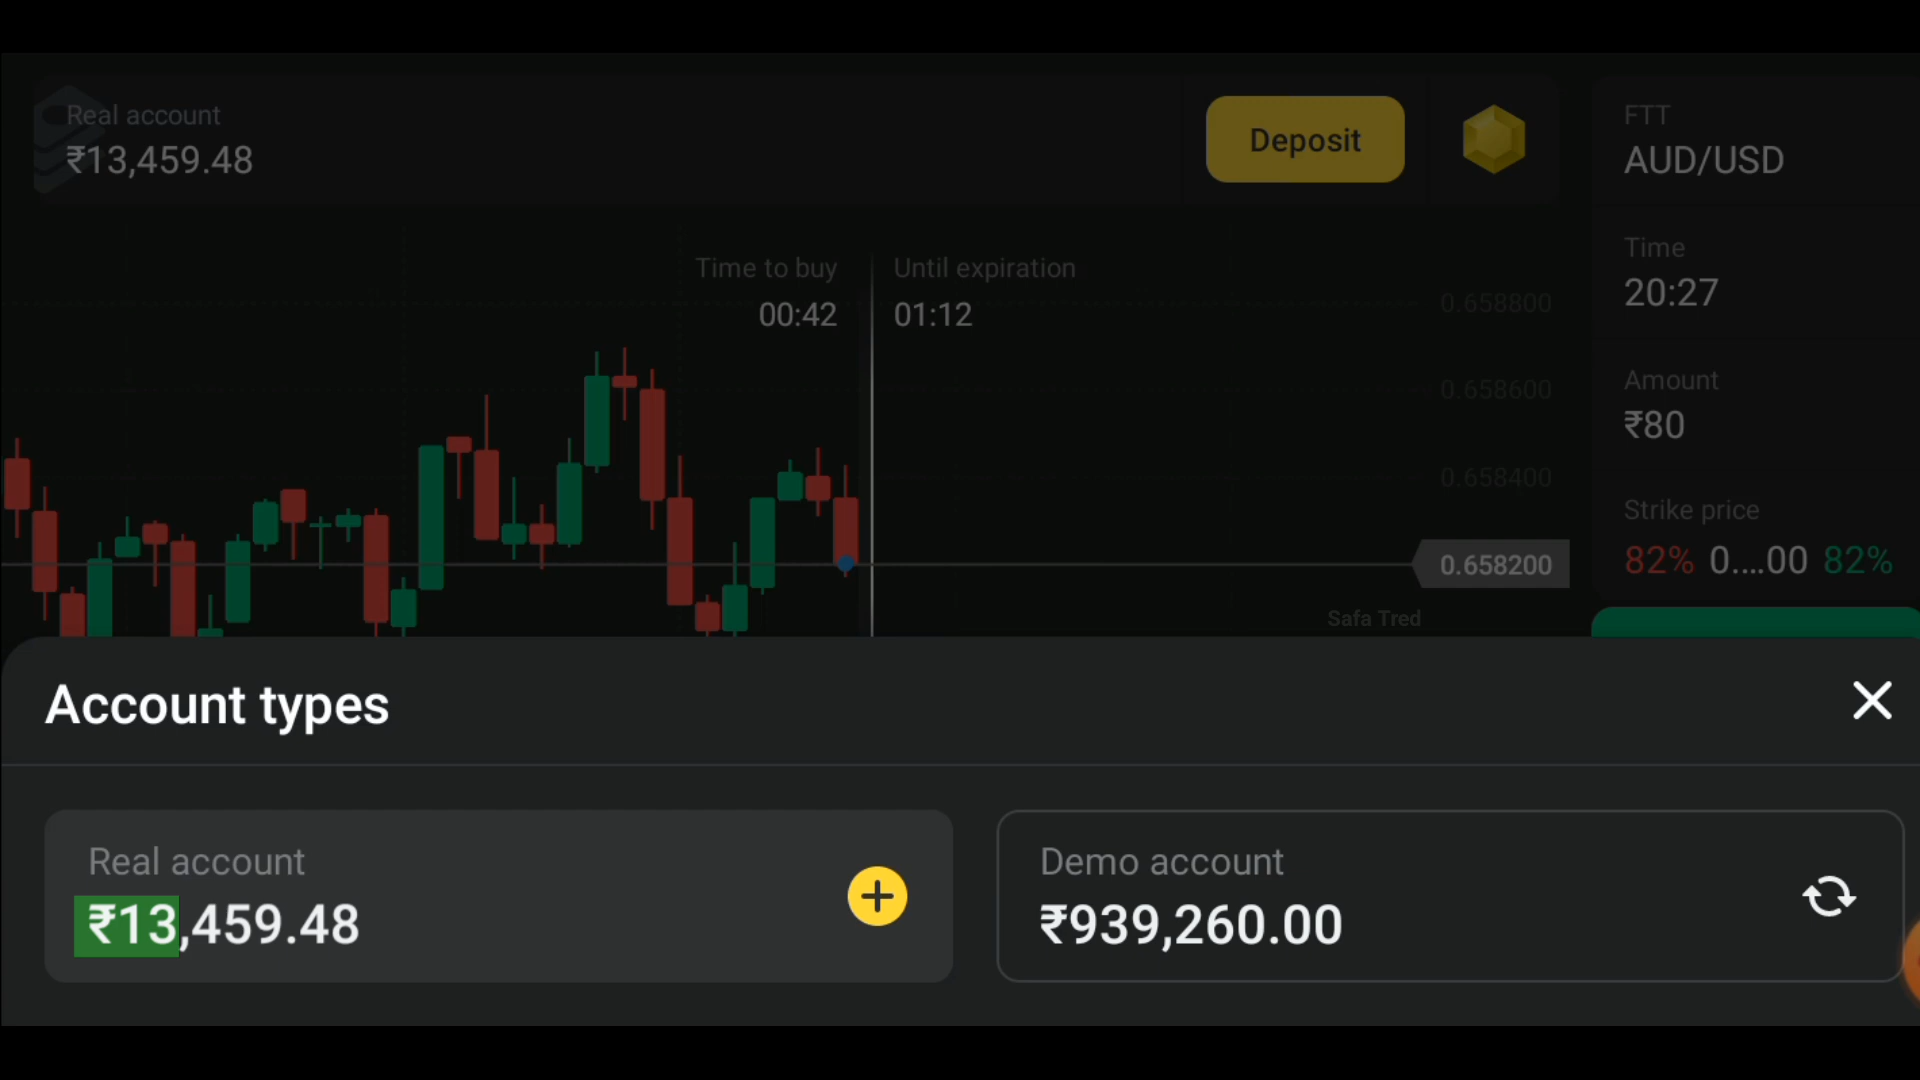 Real account
₹13,459.48
Deposit
FTT
AUD/USD
Time
20:27
Time to buy
00:42
Until expiration
01:12
0.658800
Amount
₹80
0.658600
0.658400
Strike price
82% 0....00 82%
0.658200
Safa Tred
Account types
Real account
₹13,459.48
Demo account
₹939,260.00